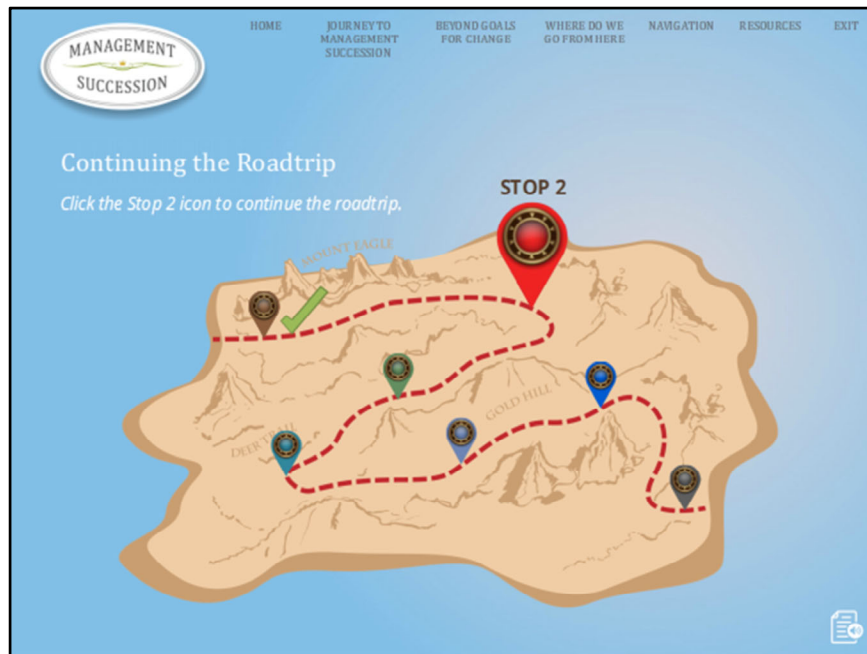 HOME
JOURNEY TO
MANAGEMENT
SUCCESSION
BEYOND GOALS
FOR CHANGE
WHERE DO WE
GO FROM HERE
NAVIGATION
RESOURCES
EXIT
MANAGEMENT
SUCCESSION
Continuing the Roadtrip
Click the Stop 2 icon to continue the roadtrip.
STOP 2
MOUNT EAGLE
GOLD HILL
DEER TRAIL